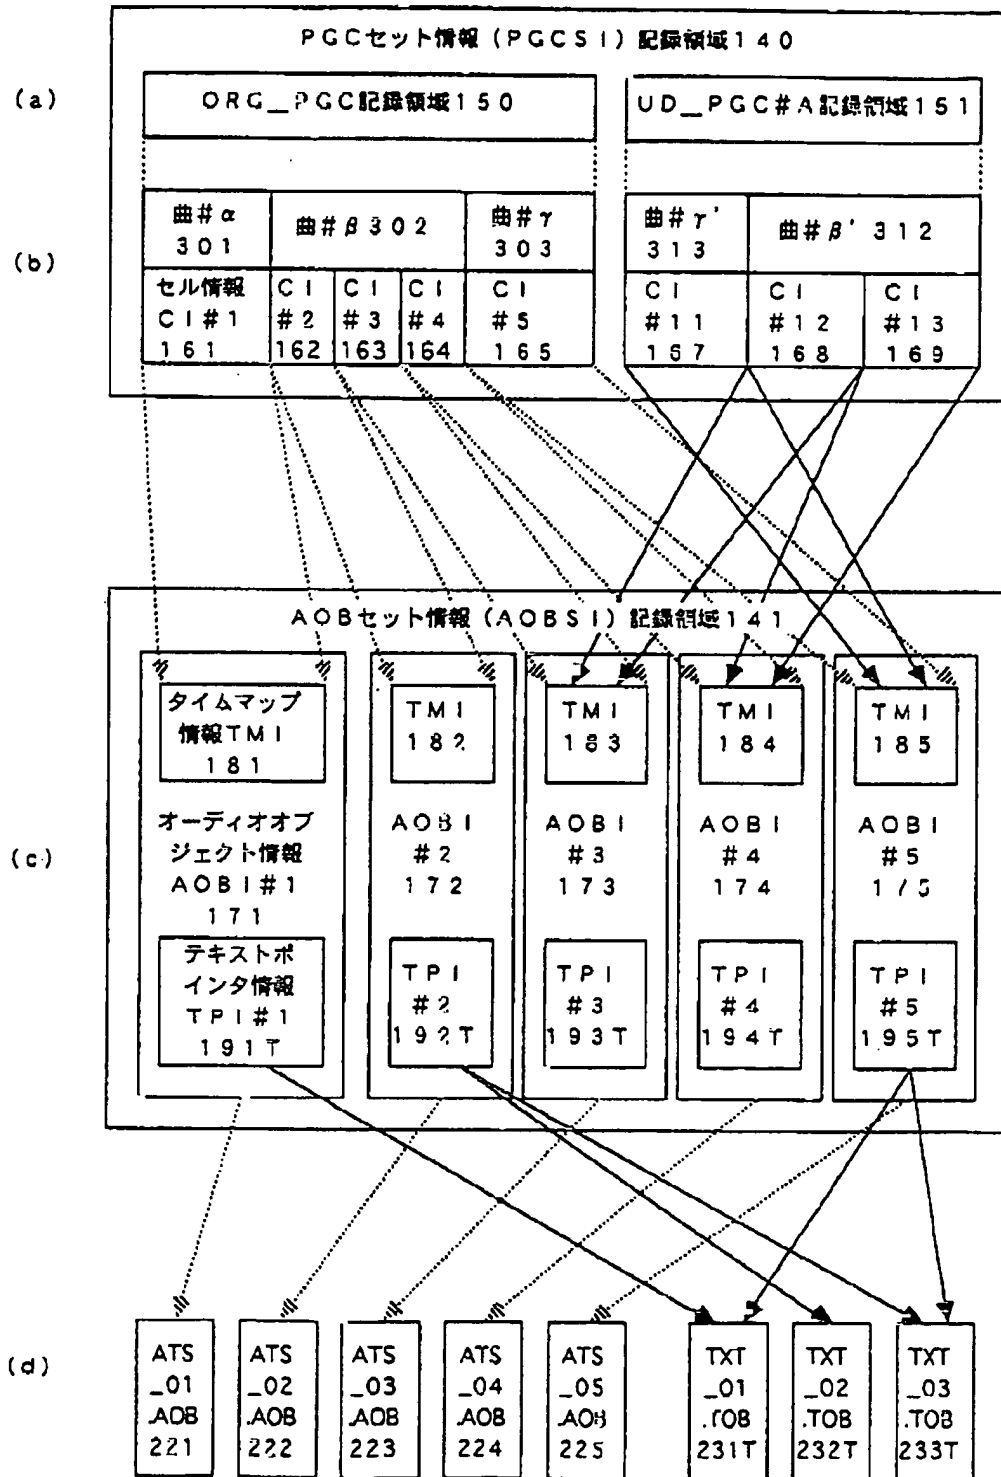 PGCセット情報（PGCSI）記録領域140
(a)
ORG_PGC記録領域150
UD_PGC#A記録領域151
(b)
曲#α
301
曲#β302
曲#γ
303
曲#γ'
313
曲#β'312
セル情報
CI#1
161
CI
#2
162
CI
#3
163
CI
#4
164
CI
#5
165
CI
#11
167
CI
#12
168
CI
#13
169
AOBセット情報（AOBSI）記録領域141
(c)
タイムマップ
情報TMI
181
TMI
182
TMI
183
TMI
184
TMI
185
オーディオオブ
ジェクト情報
AOBI#1
171
AOBI
#2
172
AOBI
#3
173
AOBI
#4
174
AOBI
#5
175
テキストポ
インタ情報
TPI#1
191T
TPI
#2
192T
TPI
#3
193T
TPI
#4
194T
TPI
#5
195T
(d)
ATS
_01
.AOB
221
ATS
_02
.AOB
222
ATS
_03
.AOB
223
ATS
_04
.AOB
224
ATS
_05
.AOB
225
TXT
_01
.TOB
231T
TXT
_02
.TOB
232T
TXT
_03
.TOB
233T